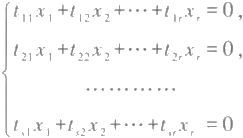 t₁₁x₁+t₁₂x₂+⋯+t₁ᵣxᵣ=0,
t₂₁x₁+t₂₂x₂+⋯+t₂ᵣxᵣ=0,
…………
tₛ₁x₁+tₛ₂x₂+⋯+tₛᵣxᵣ=0